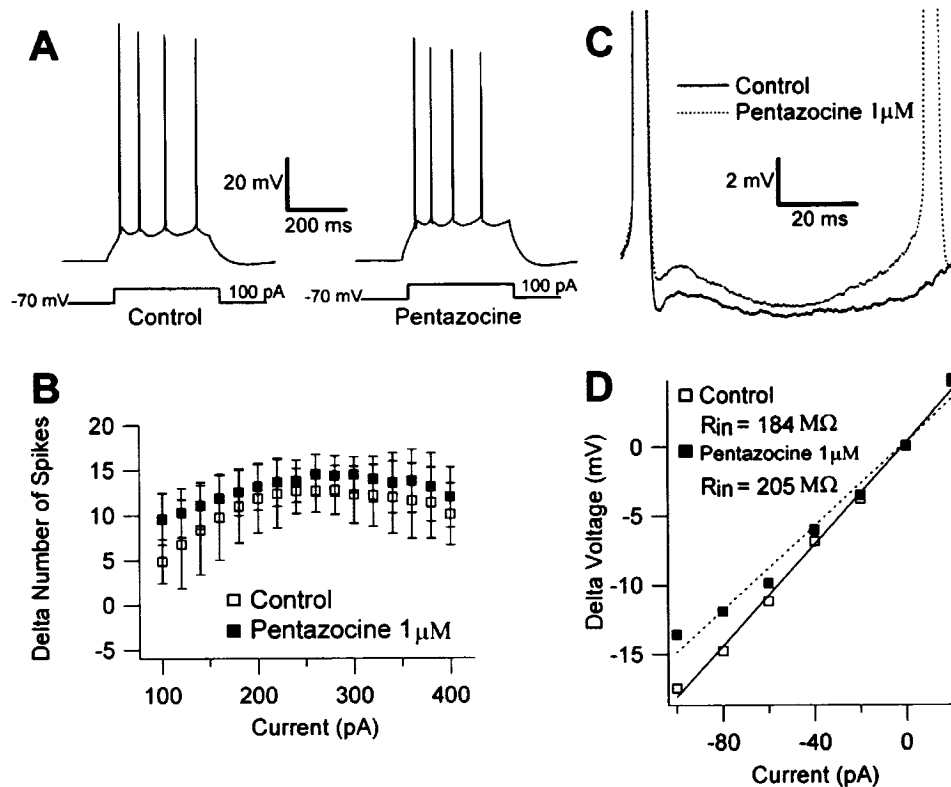 A
20 mV
200 ms
-70 mV
100 pA
Control
-70 mV
100 pA
Pentazocine
C
Control
Pentazocine 1µM
2 mV
20 ms
B
Delta Number of Spikes
20
15
10
5
0
-5
Control
Pentazocine 1µM
100
200
300
400
Current (pA)
D
Delta Voltage (mV)
Control
Rin = 184 MΩ
Pentazocine 1µM
Rin = 205 MΩ
0
-5
-10
-15
-80
-40
0
Current (pA)